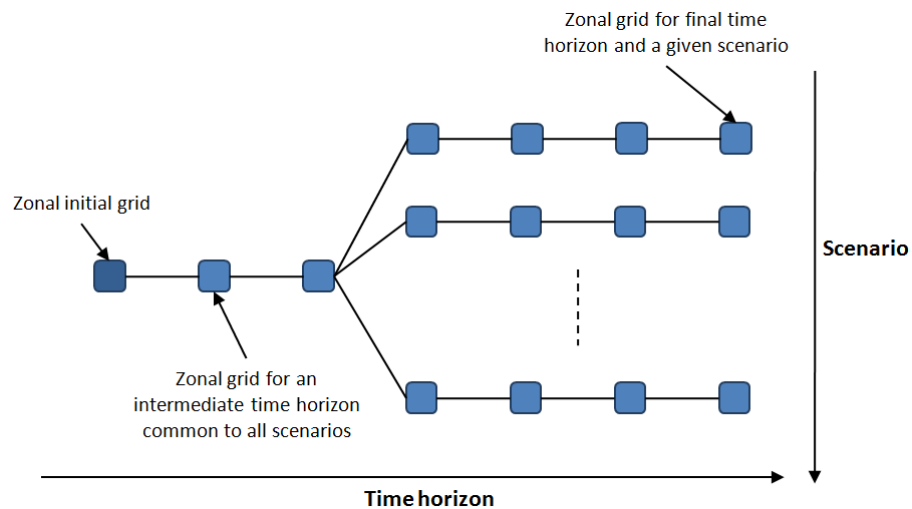 Zonal grid for final time
horizon and a given scenario
Zonal initial grid
Scenario
Zonal grid for an
intermediate time horizon
common to all scenarios
Time horizon